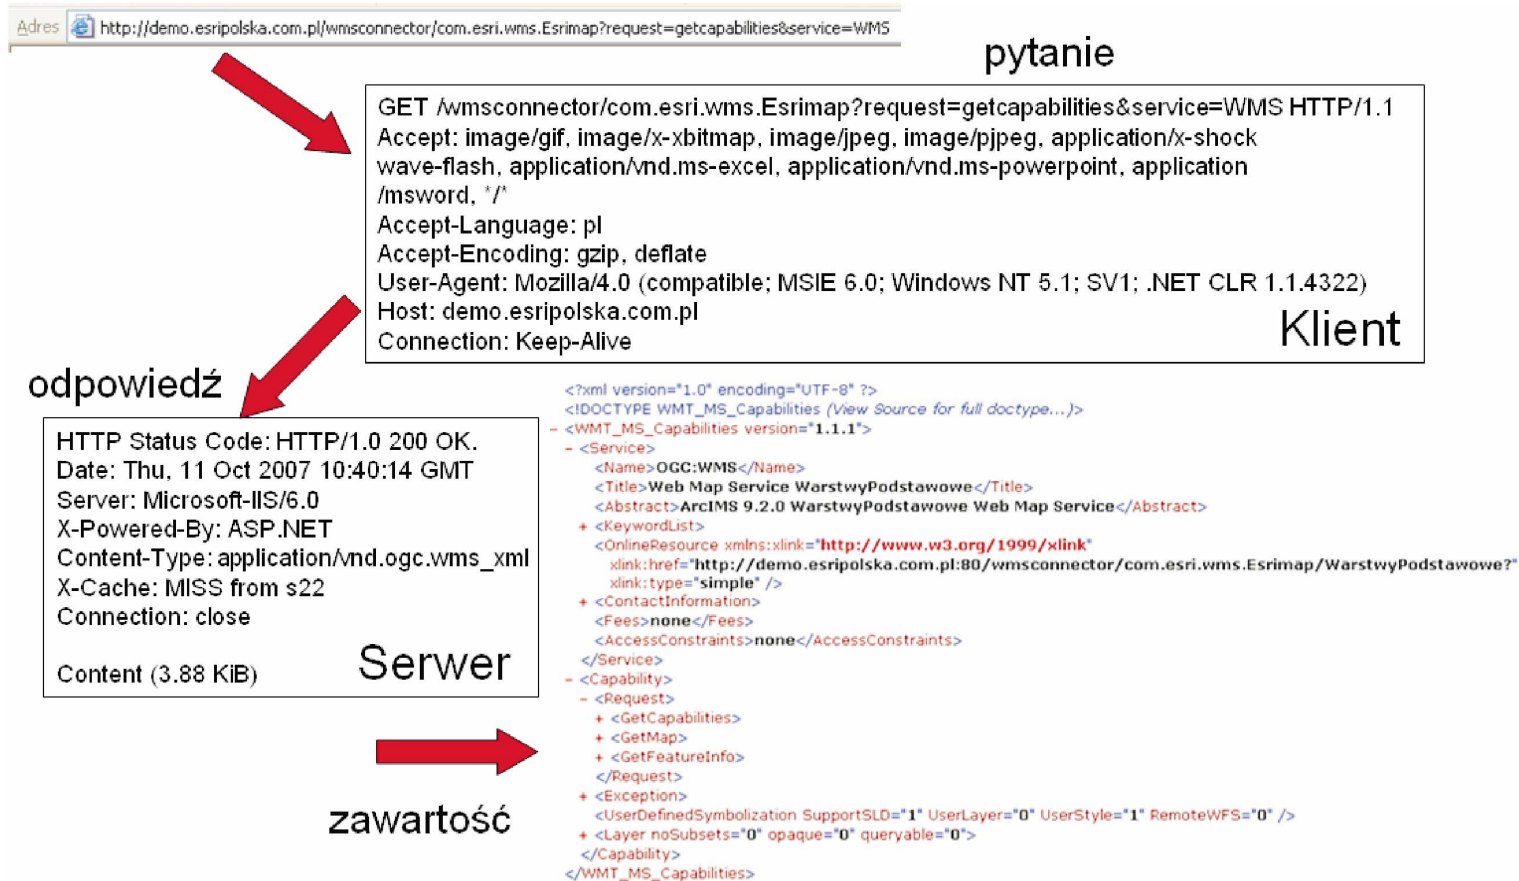 Adres http://demo.esripolska.com.pl/wmsconnector/com.esri.wms.Esrimap?request=getcapabilities&service=WMS
pytanie
GET /wmsconnector/com.esri.wms.Esrimap?request=getcapabilities&service=WMS HTTP/1.1
Accept: image/gif, image/x-xbitmap, image/jpeg, image/pjpeg, application/x-shock
wave-flash, application/vnd.ms-excel, application/vnd.ms-powerpoint, application
/msword, */*
Accept-Language: pl
Accept-Encoding: gzip, deflate
User-Agent: Mozilla/4.0 (compatible; MSIE 6.0; Windows NT 5.1; SV1; .NET CLR 1.1.4322)
Host: demo.esripolska.com.pl
Connection: Keep-Alive
Klient
odpowiedź
HTTP Status Code: HTTP/1.0 200 OK.
Date: Thu, 11 Oct 2007 10:40:14 GMT
Server: Microsoft-IIS/6.0
X-Powered-By: ASP.NET
Content-Type: application/vnd.ogc.wms_xml
X-Cache: MISS from s22
Connection: close
Content (3.88 KiB)
Serwer
zawartość
<?xml version="1.0" encoding="UTF-8" ?>
<!DOCTYPE WMT_MS_Capabilities (View Source for full doctype...)>
- <WMT_MS_Capabilities version="1.1.1">
- <Service>
<Name>OGC:WMS</Name>
<Title>Web Map Service WarstwyPodstawowe</Title>
<Abstract>ArcIMS 9.2.0 WarstwyPodstawowe Web Map Service</Abstract>
+ <KeywordList>
<OnlineResource xmlns:xlink="http://www.w3.org/1999/xlink"
xlink:href="http://demo.esripolska.com.pl:80/wmsconnector/com.esri.wms.Esrimap/WarstwyPodstawowe?"
xlink:type="simple" />
+ <ContactInformation>
<Fees>none</Fees>
<AccessConstraints>none</AccessConstraints>
</Service>
- <Capability>
- <Request>
+ <GetCapabilities>
+ <GetMap>
+ <GetFeatureInfo>
</Request>
+ <Exception>
<UserDefinedSymbolization SupportSLD="1" UserLayer="0" UserStyle="1" RemoteWFS="0" />
+ <Layer noSubsets="0" opaque="0" queryable="0">
</Capability>
</WMT_MS_Capabilities>